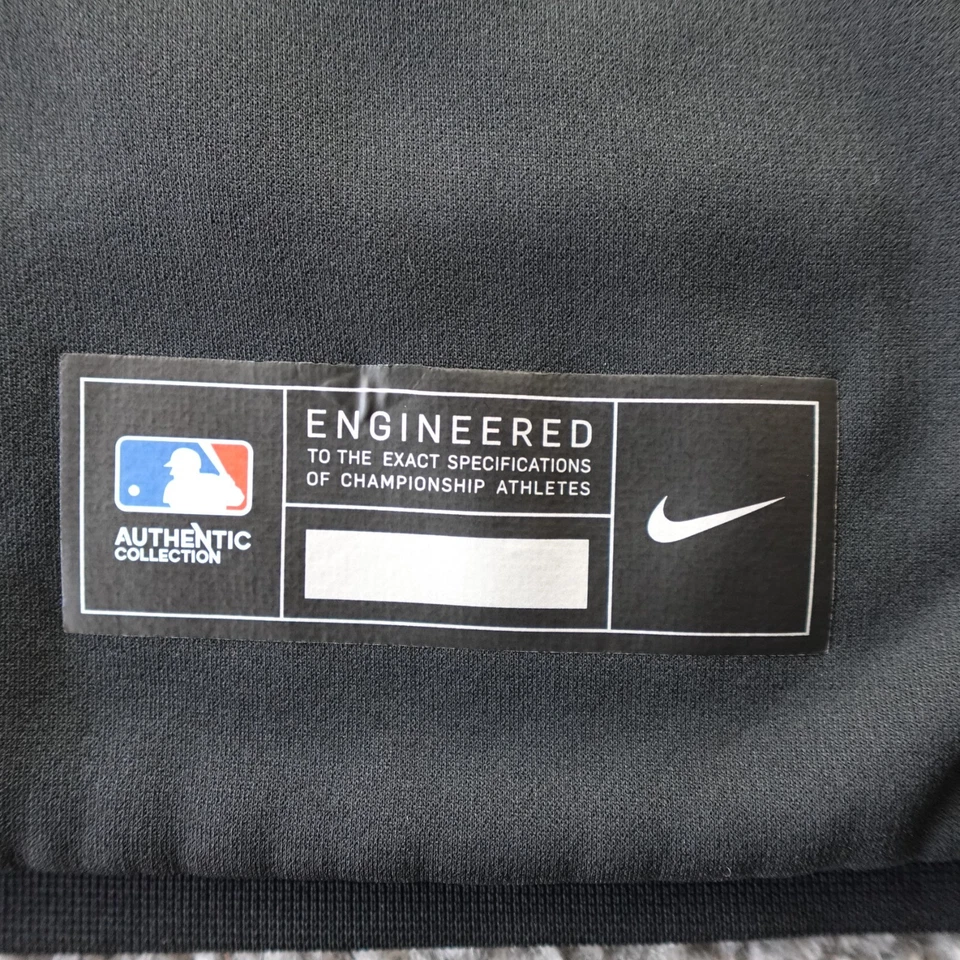 AUTHENTIC
COLLECTION
ENGINEERED
TO THE EXACT SPECIFICATIONS
OF CHAMPIONSHIP ATHLETES